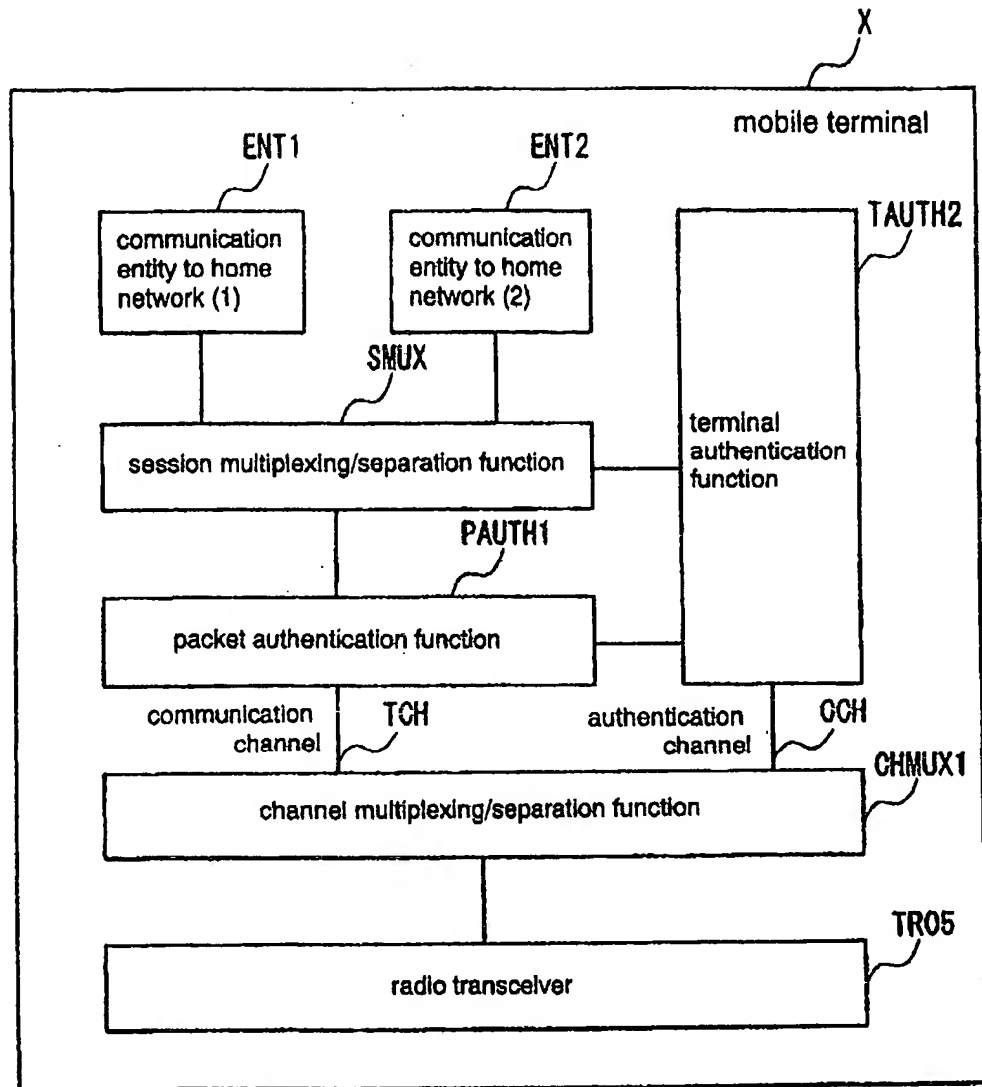 X
mobile terminal
ENT1
ENT2
TAUTH2
communication
entity to home
network (1)
communication
entity to home
network (2)
SMUX
terminal
authentication
function
session multiplexing/separation function
PAUTH1
packet authentication function
communication
channel
TCH
authentication
channel
CCH
CHMUX1
channel multiplexing/separation function
TR05
radio transceiver